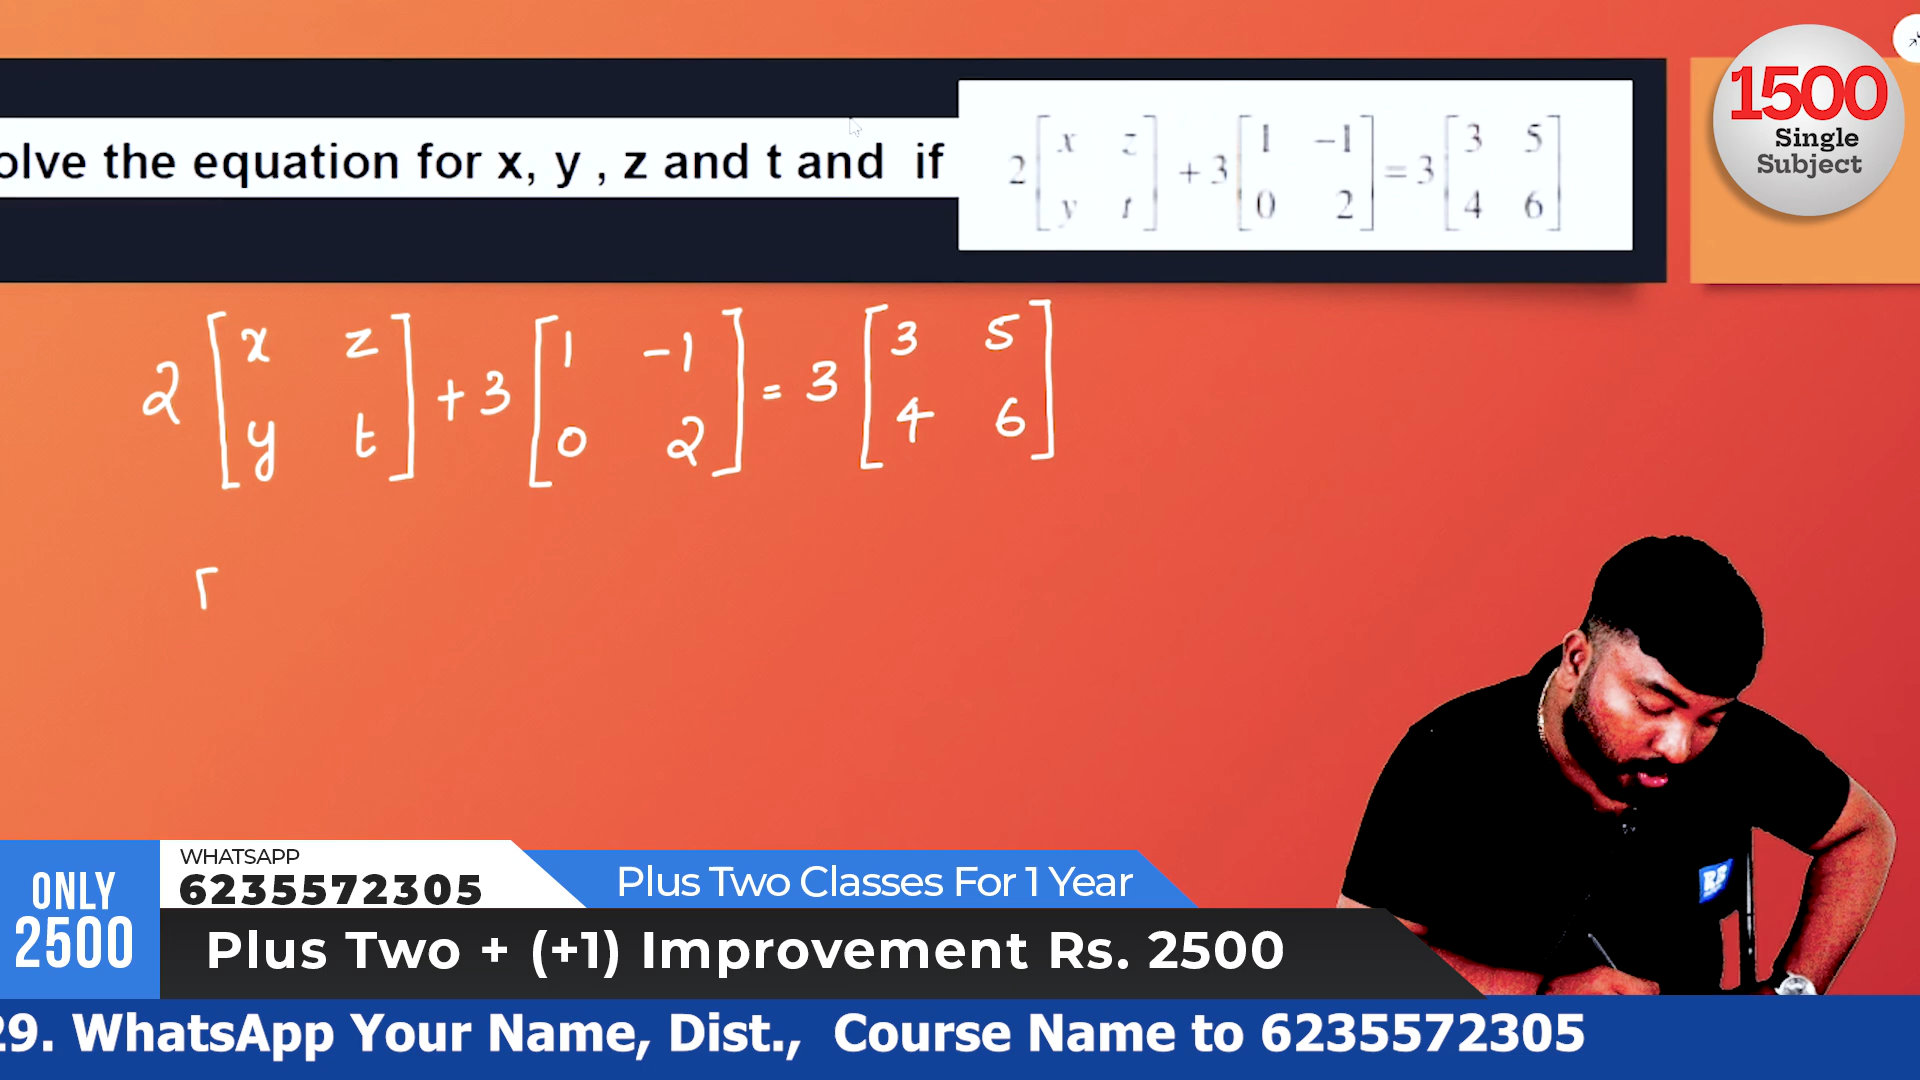 1500
Single
Subject
olve the equation for x, y , z and t and if
2 [x z; y t] + 3 [1 -1; 0 2] = 3 [3 5; 4 6]
2 [x z; y t] + 3 [1 -1; 0 2] = 3 [3 5; 4 6]
RS
ONLY
2500
WHATSAPP
6235572305
Plus Two Classes For 1 Year
Plus Two + (+1) Improvement Rs. 2500
29. WhatsApp Your Name, Dist., Course Name to 6235572305